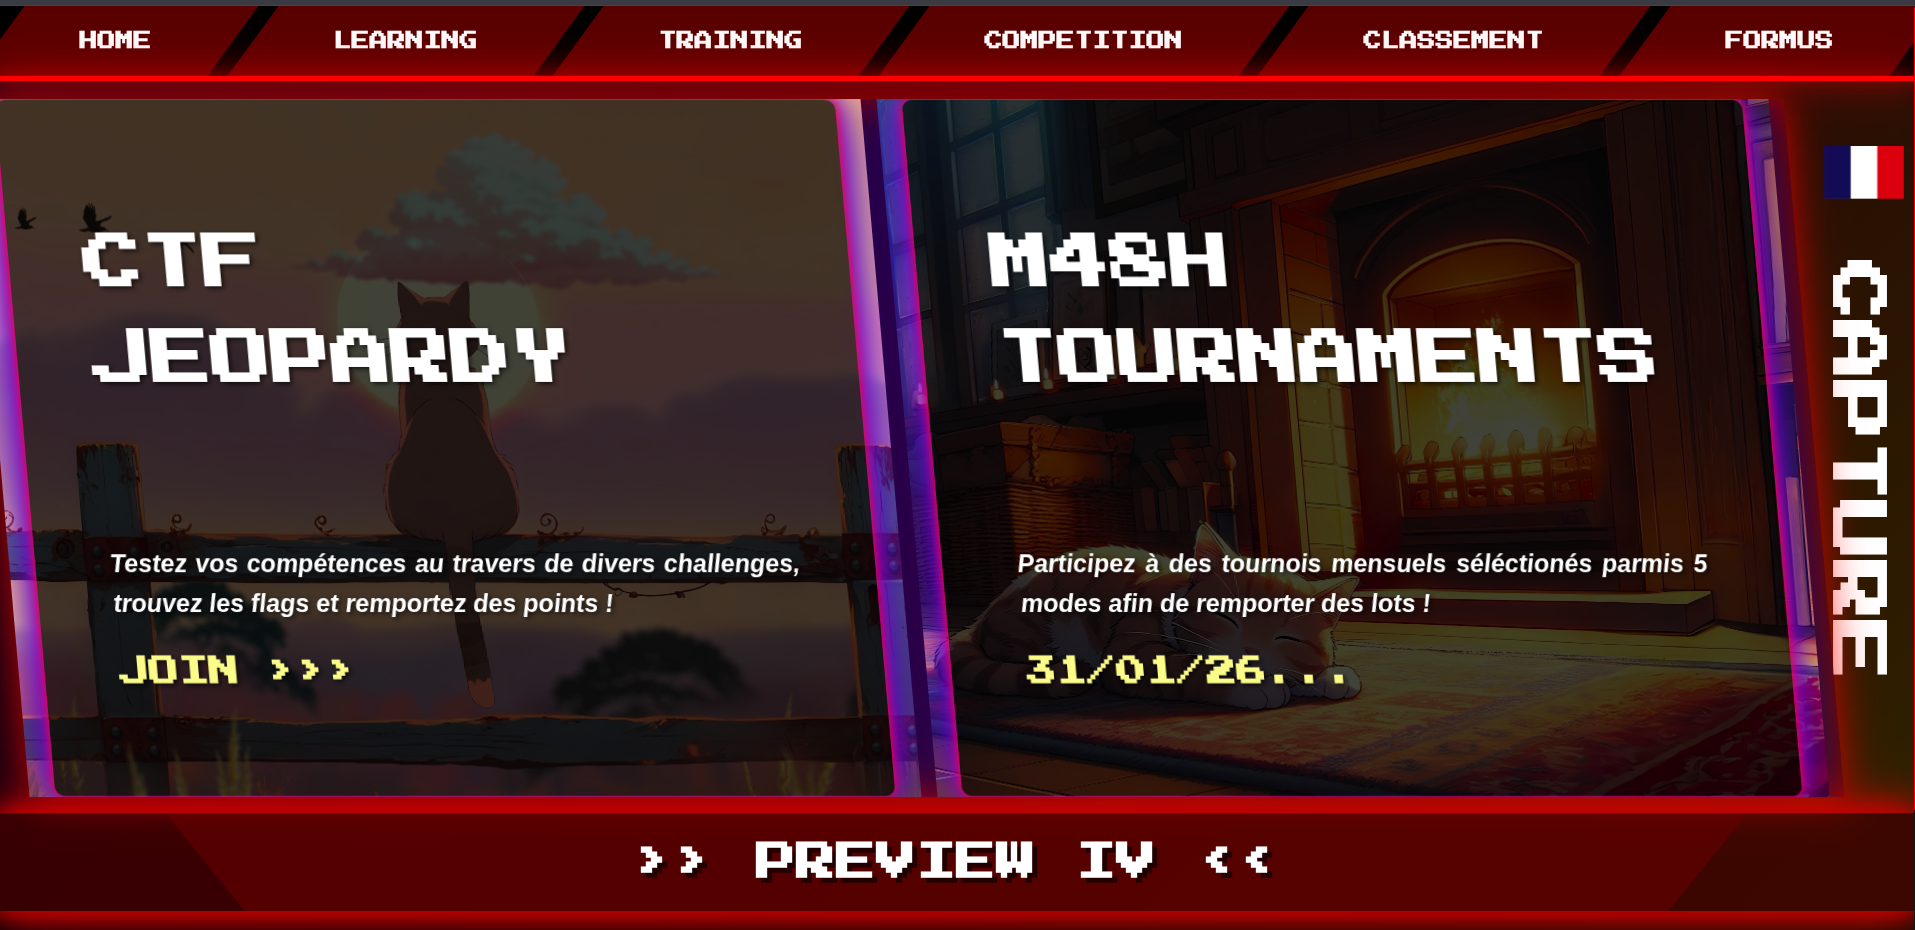 HOME LEARNING TRAINING COMPETITION CLASSEMENT FORMUS
CTF
JEOPARDY
Testez vos compétences au travers de divers challenges,
trouvez les flags et remportez des points !
JOIN >>>
M4SH
TOURNAMENTS
Participez à des tournois mensuels séléctionés parmis 5
modes afin de remporter des lots !
31/01/26...
CAPTURE
>> PREVIEW IV <<